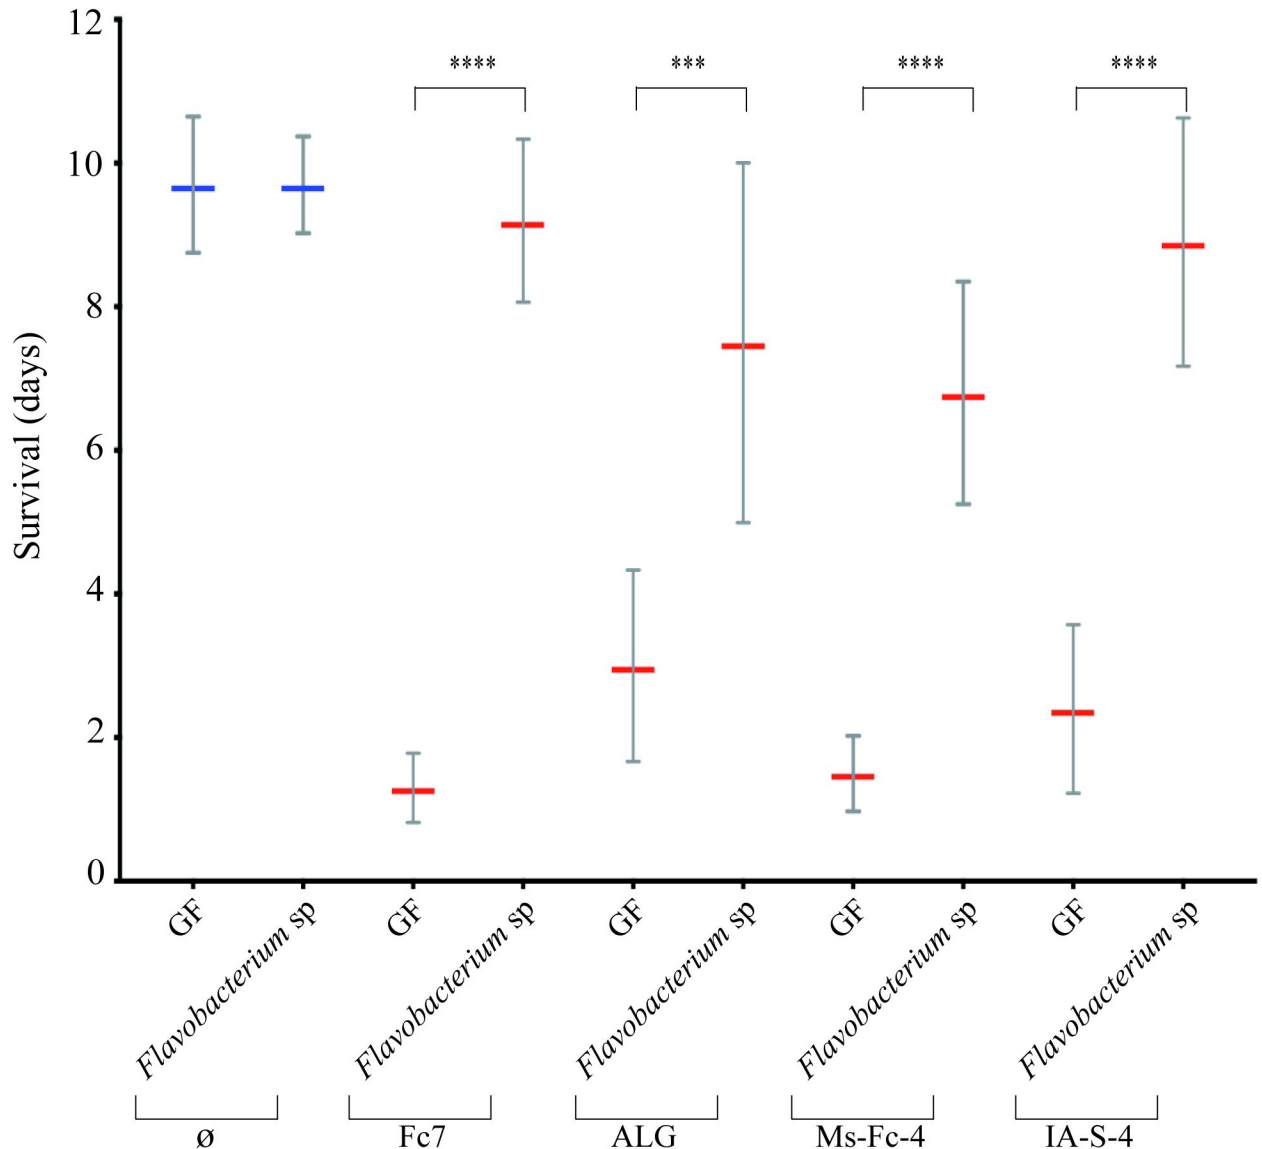 12
10
8
6
4
2
0
Survival (days)
**** *** **** ****
GF Flavobacterium sp GF Flavobacterium sp GF Flavobacterium sp GF Flavobacterium sp GF Flavobacterium sp
ø Fc7 ALG Ms-Fc-4 IA-S-4